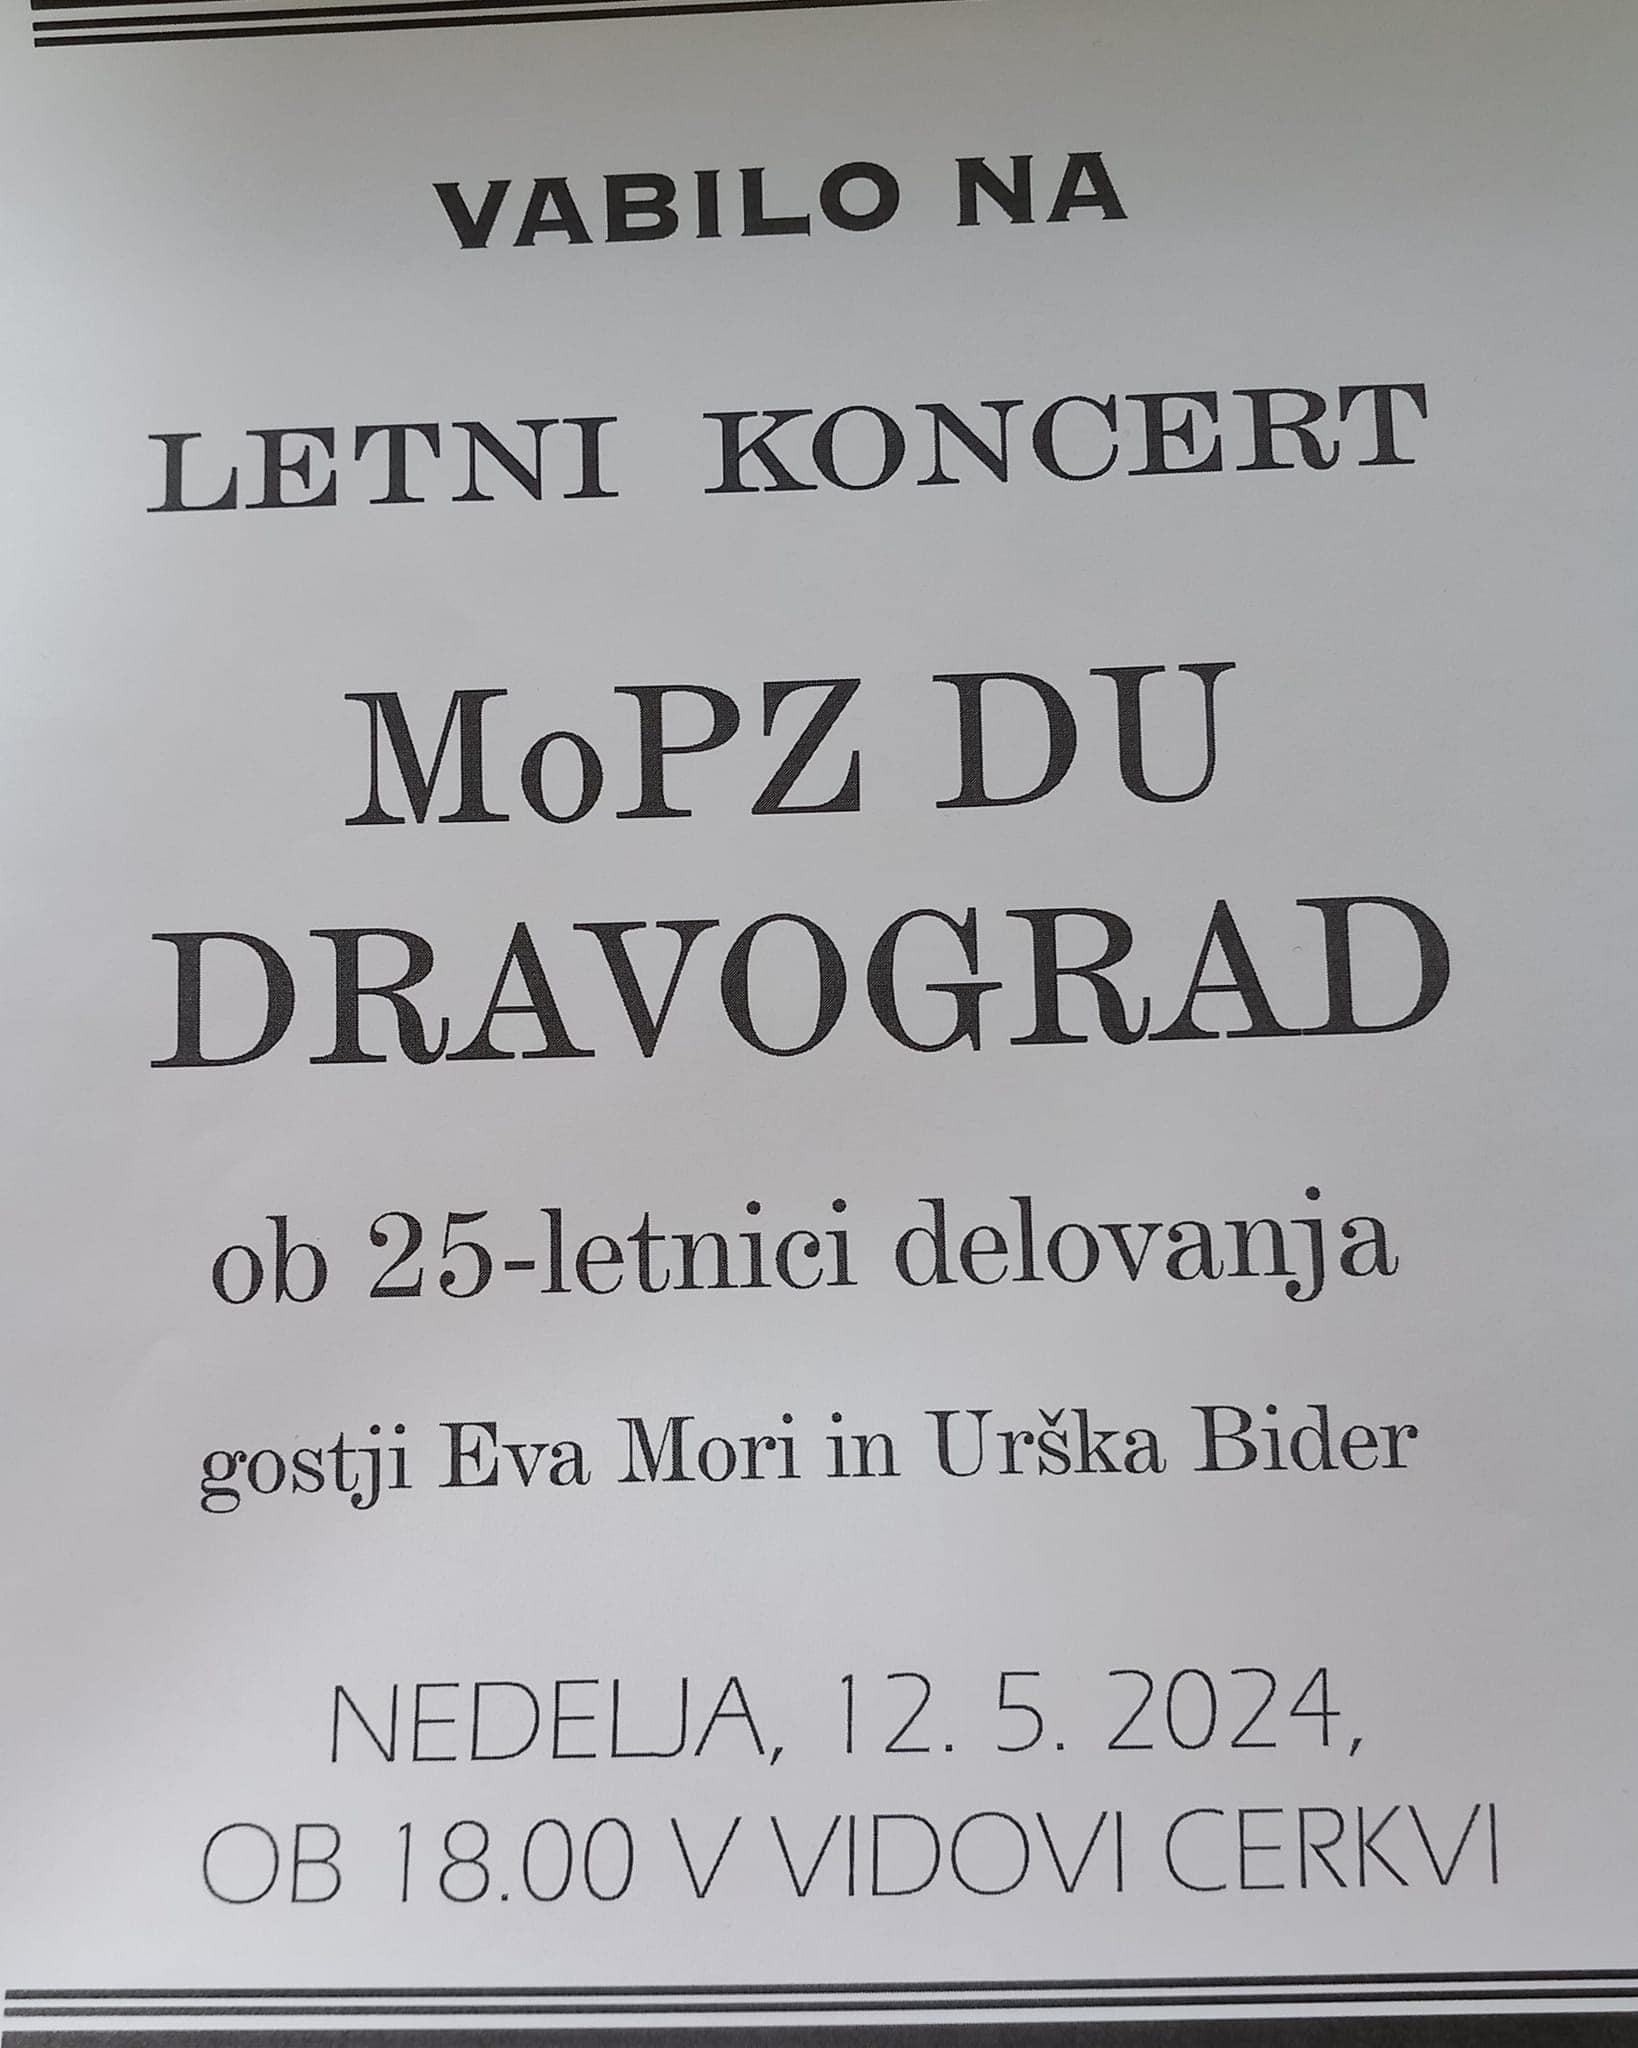 VABILO NA
LETNI KONCERT
MoPZ DU
DRAVOGRAD
ob 25-letnici delovanja
gostji Eva Mori in Urška Bider
NEDELJA, 12. 5. 2024,
OB 18.00 V VIDOVI CERKVI